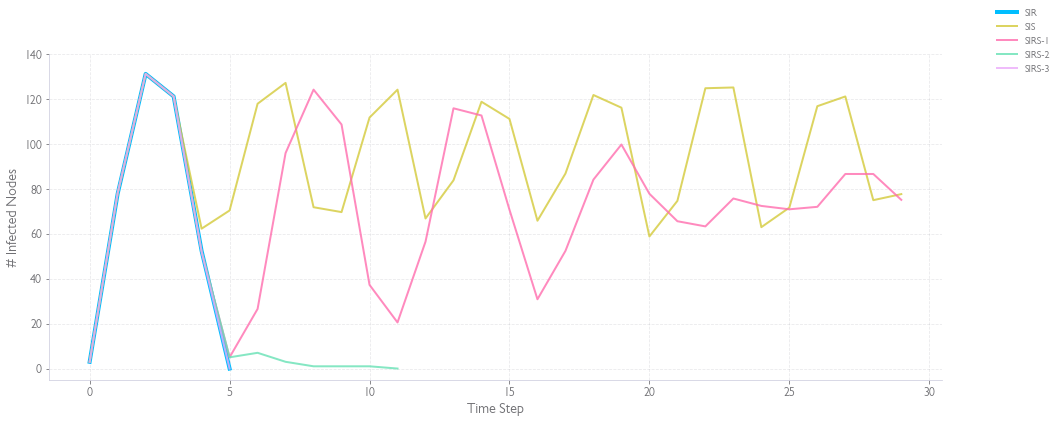 SIR
SIS
SIRS-1
SIRS-2
SIRS-3
# Infected Nodes
140
120
100
80
60
40
20
0
0 5 10 15 20 25 30
Time Step